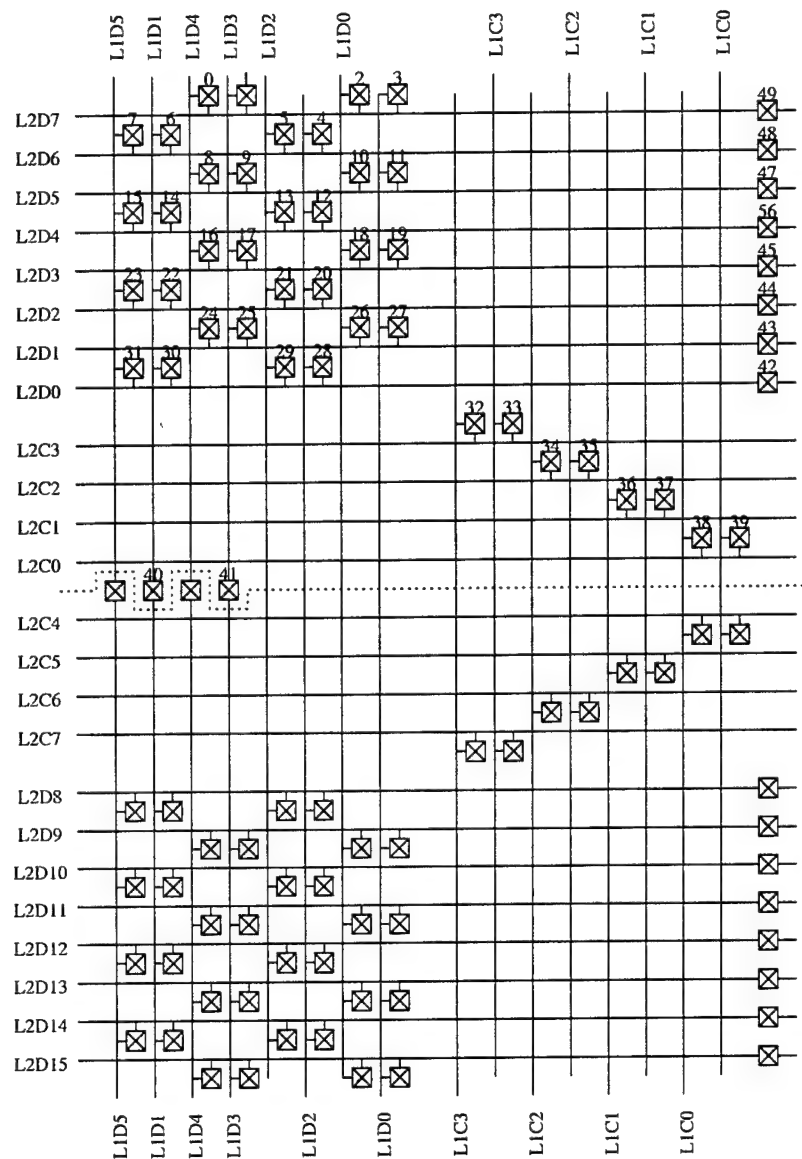 L1D5 L1D1 L1D4 L1D3 L1D2 L1D0 L1C3 L1C2 L1C1 L1C0
0 1 2 3
49
L2D7
7 6 5 4
48
L2D6
8 9 10 11
47
L2D5
15 14 13 12
56
L2D4
16 17 18 19
45
L2D3
23 22 21 20
44
L2D2
24 25 26 27
43
L2D1
31 30 29 28
42
L2D0
32 33
L2C3
34 35
L2C2
36 37
L2C1
38 39
L2C0
40 41
L2C4
L2C5
L2C6
L2C7
L2D8
L2D9
L2D10
L2D11
L2D12
L2D13
L2D14
L2D15
L1D5 L1D1 L1D4 L1D3 L1D2 L1D0 L1C3 L1C2 L1C1 L1C0